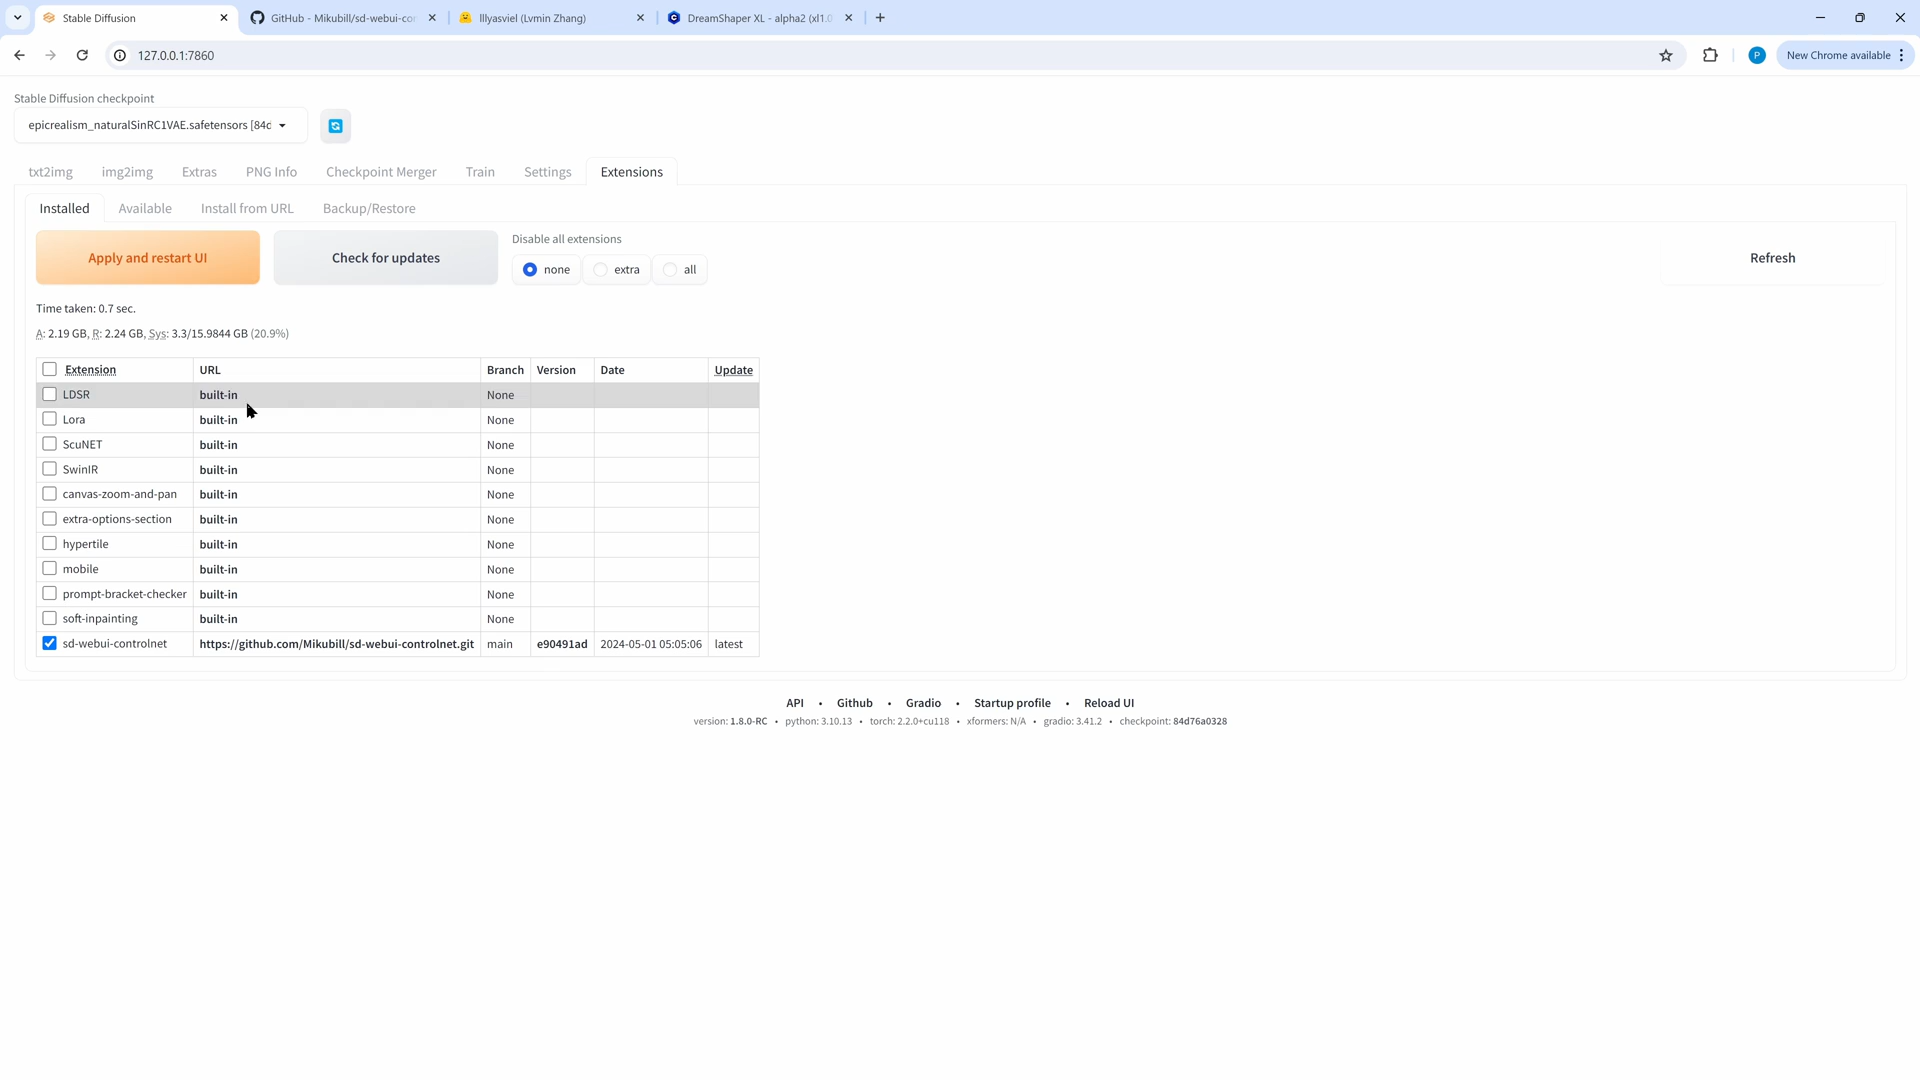 Stable Diffusion
GitHub - Mikubill/sd-webui-cor
lllyasviel (Lvmin Zhang)
DreamShaper XL - alpha2 (xl1.0
127.0.0.1:7860
P
New Chrome available
Stable Diffusion checkpoint
epicrealism_naturalSinRC1VAE.safetensors [84d
txt2img
img2img
Extras
PNG Info
Checkpoint Merger
Train
Settings
Extensions
Installed
Available
Install from URL
Backup/Restore
Apply and restart UI
Check for updates
Disable all extensions
none
extra
all
Refresh
Time taken: 0.7 sec.
A: 2.19 GB, R: 2.24 GB, Sys: 3.3/15.9844 GB (20.9%)
Extension URL Branch Version Date Update
LDSR built-in None
Lora built-in None
ScuNET built-in None
SwinIR built-in None
canvas-zoom-and-pan built-in None
extra-options-section built-in None
hypertile built-in None
mobile built-in None
prompt-bracket-checker built-in None
soft-inpainting built-in None
sd-webui-controlnet https://github.com/Mikubill/sd-webui-controlnet.git main e90491ad 2024-05-01 05:05:06 latest
API • Github • Gradio • Startup profile • Reload UI
version: 1.8.0-RC • python: 3.10.13 • torch: 2.2.0+cu118 • xformers: N/A • gradio: 3.41.2 • checkpoint: 84d76a0328